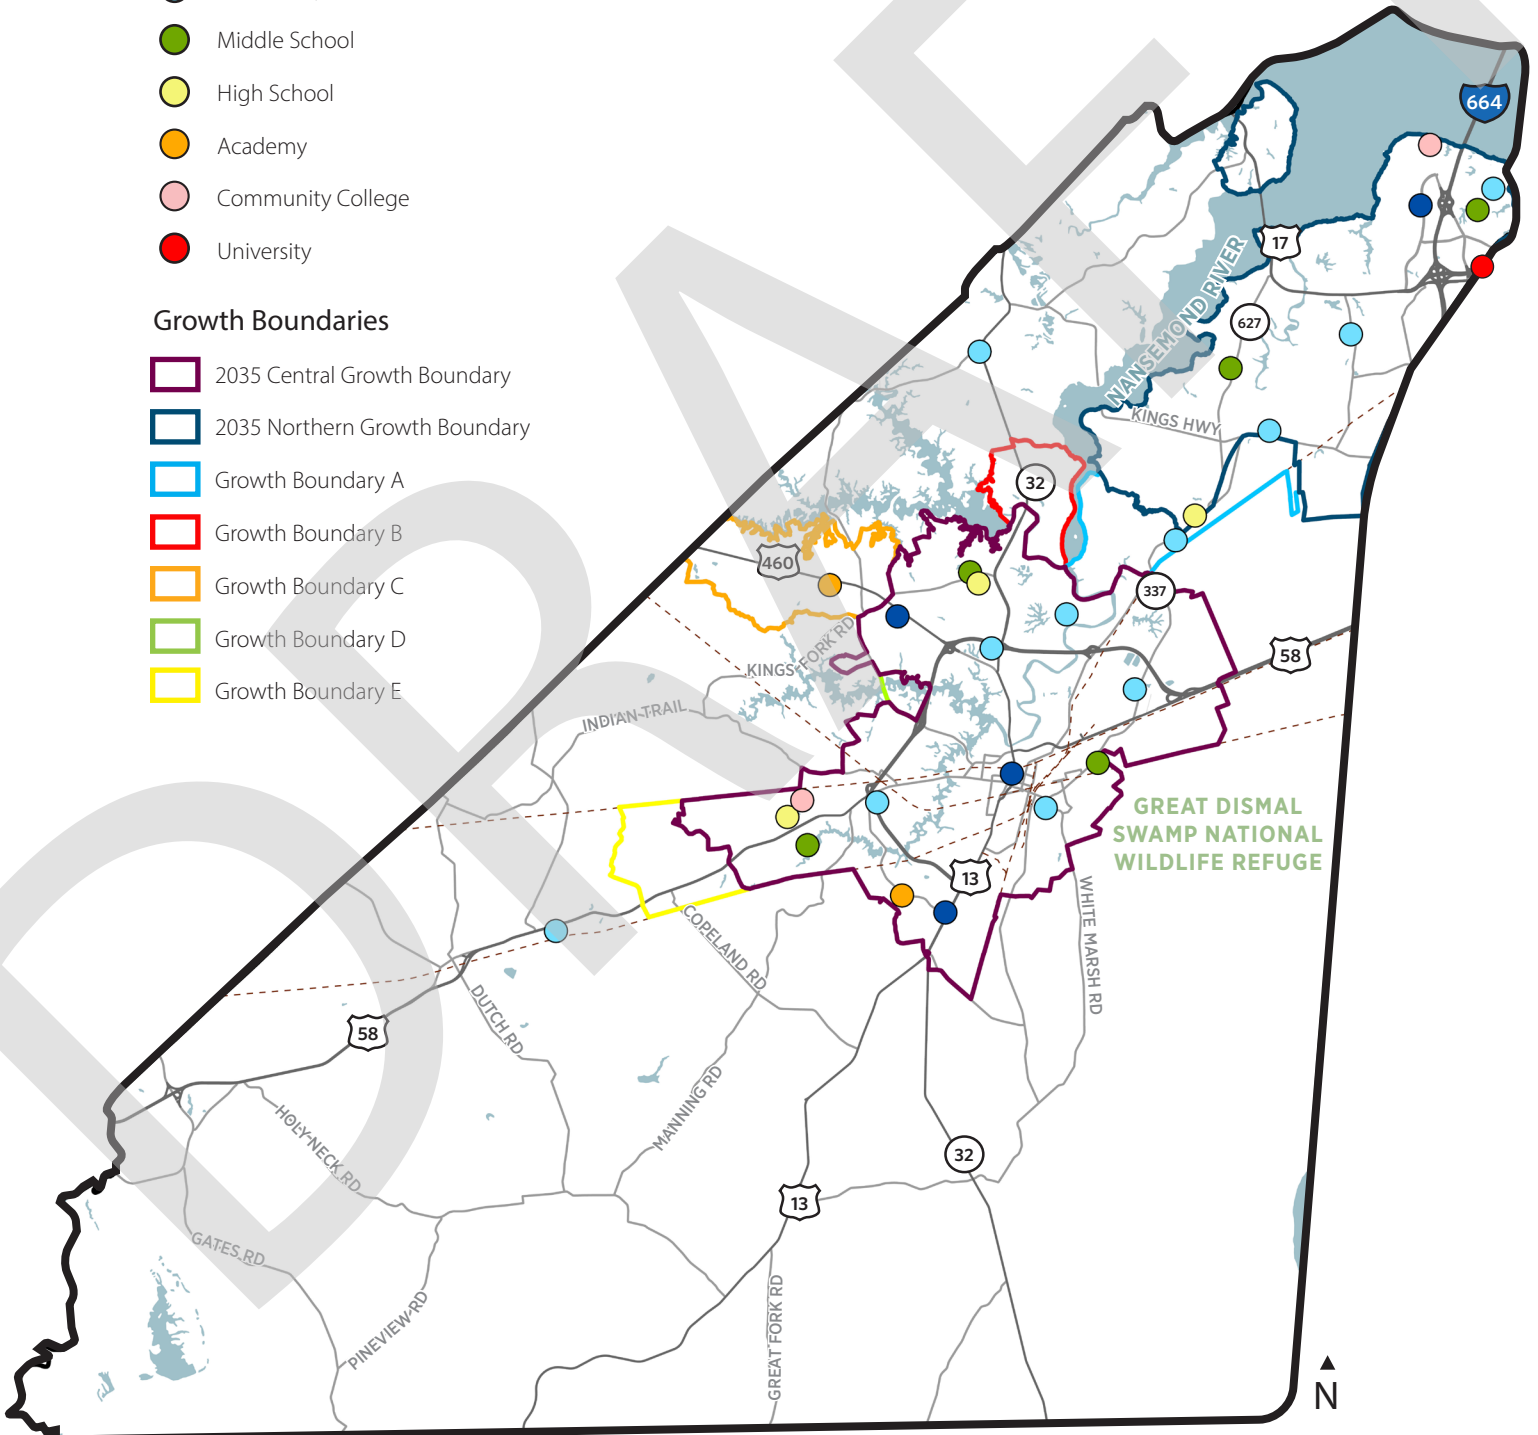 Middle School
High School
Academy
Community College
University
Growth Boundaries
2035 Central Growth Boundary
2035 Northern Growth Boundary
Growth Boundary A
Growth Boundary B
Growth Boundary C
Growth Boundary D
Growth Boundary E
DRAFT
664
17
NANSEMOND RIVER
627
KINGS HWY
32
460
337
KINGS FORK RD
58
INDIAN TRAIL
GREAT DISMAL
SWAMP NATIONAL
WILDLIFE REFUGE
13
WHITE MARSH RD
COPELAND RD
DUTCH RD
58
MANNING RD
HOLY NECK RD
32
13
GATES RD
PINEVIEW RD
GREAT FORK RD
N